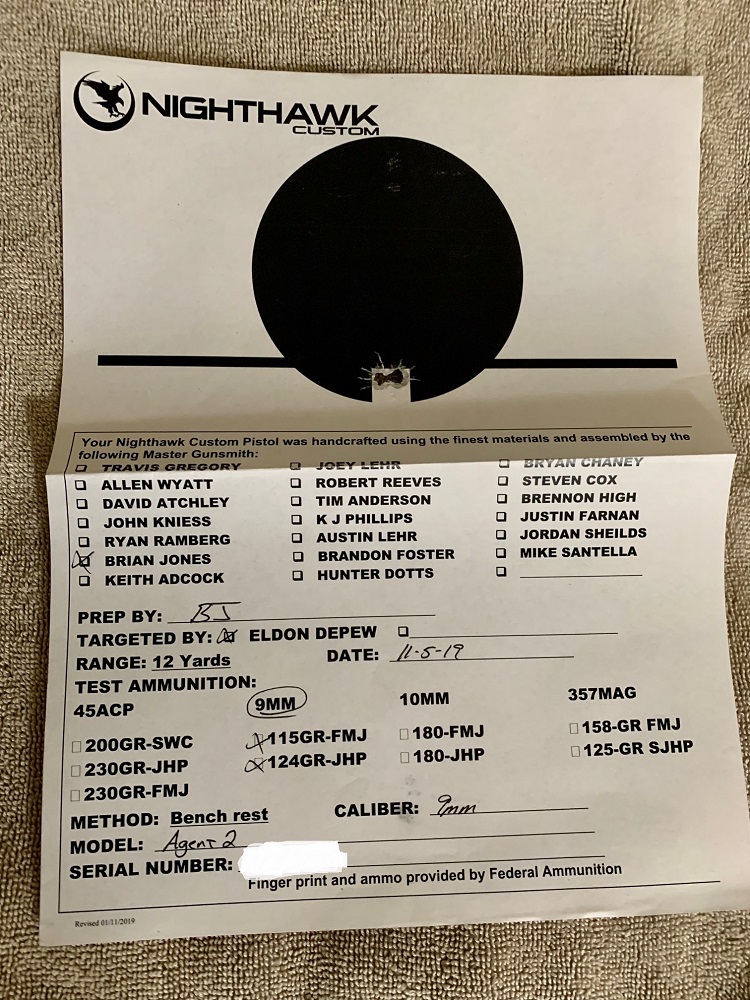 NIGHTHAWK
CUSTOM
Your Nighthawk Custom Pistol was handcrafted using the finest materials and assembled by the
following Master Gunsmith:
TRAVIS GREGORY JOEY LEHR BRYAN CHANEY
ALLEN WYATT ROBERT REEVES STEVEN COX
DAVID ATCHLEY TIM ANDERSON BRENNON HIGH
JOHN KNIESS K J PHILLIPS JUSTIN FARNAN
RYAN RAMBERG AUSTIN LEHR JORDAN SHEILDS
BRIAN JONES BRANDON FOSTER MIKE SANTELLA
KEITH ADCOCK HUNTER DOTTS
PREP BY: BJ
TARGETED BY: ELDON DEPEW
RANGE: 12 Yards DATE: 11-5-19
TEST AMMUNITION:
45ACP 9MM 10MM 357MAG
200GR-SWC 115GR-FMJ 180-FMJ 158-GR FMJ
230GR-JHP 124GR-JHP 180-JHP 125-GR SJHP
230GR-FMJ
METHOD: Bench rest CALIBER: 9mm
MODEL: Agent 2
SERIAL NUMBER:
Finger print and ammo provided by Federal Ammunition
Revised 01/11/2019